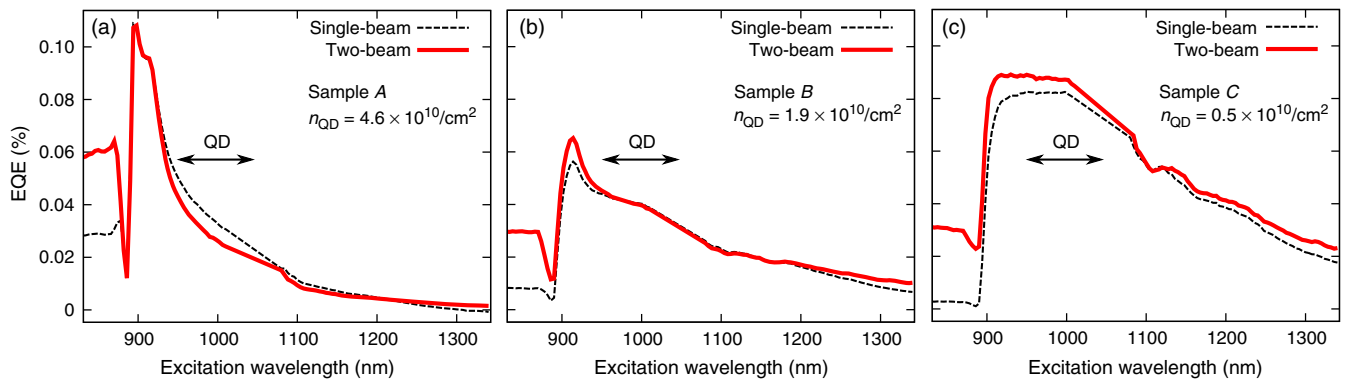 (a)
Single-beam
Two-beam
Sample A
n_QD = 4.6 × 10^10/cm^2
QD
EQE (%)
0.10
0.08
0.06
0.04
0.02
0
900 1000 1100 1200 1300
Excitation wavelength (nm)
(b)
Single-beam
Two-beam
Sample B
n_QD = 1.9 × 10^10/cm^2
QD
900 1000 1100 1200 1300
Excitation wavelength (nm)
(c)
Single-beam
Two-beam
Sample C
n_QD = 0.5 × 10^10/cm^2
QD
900 1000 1100 1200 1300
Excitation wavelength (nm)